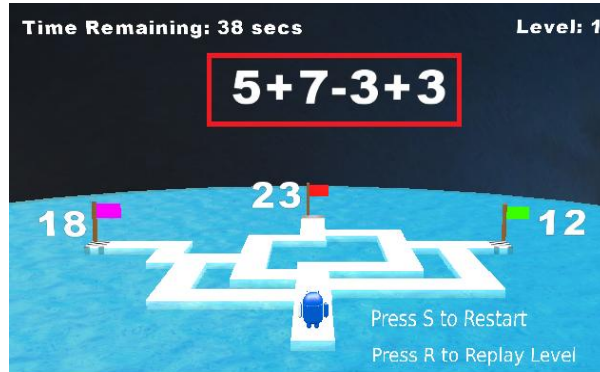 Time Remaining: 38 secs
Level: 1
5+7-3+3
23
18
12
Press S to Restart
Press R to Replay Level